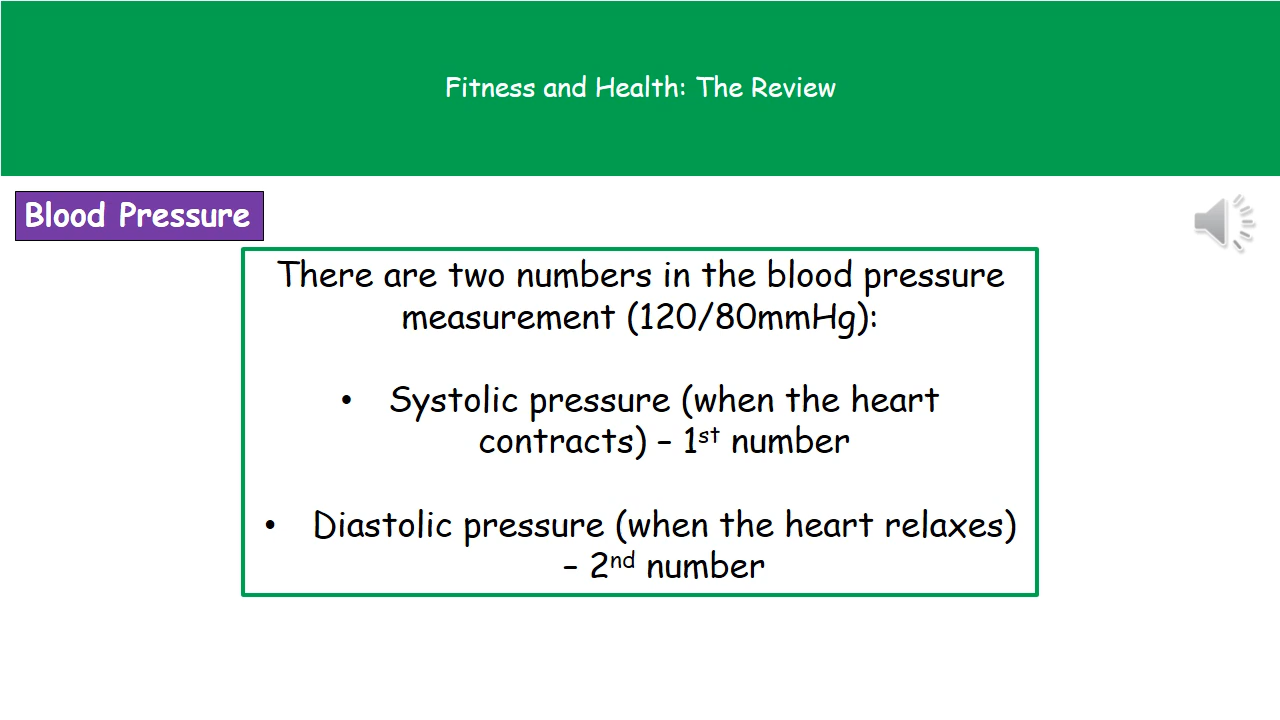 Fitness and Health: The Review
Blood Pressure
There are two numbers in the blood pressure
measurement (120/80mmHg):
• Systolic pressure (when the heart
contracts) – 1st number
• Diastolic pressure (when the heart relaxes)
– 2nd number